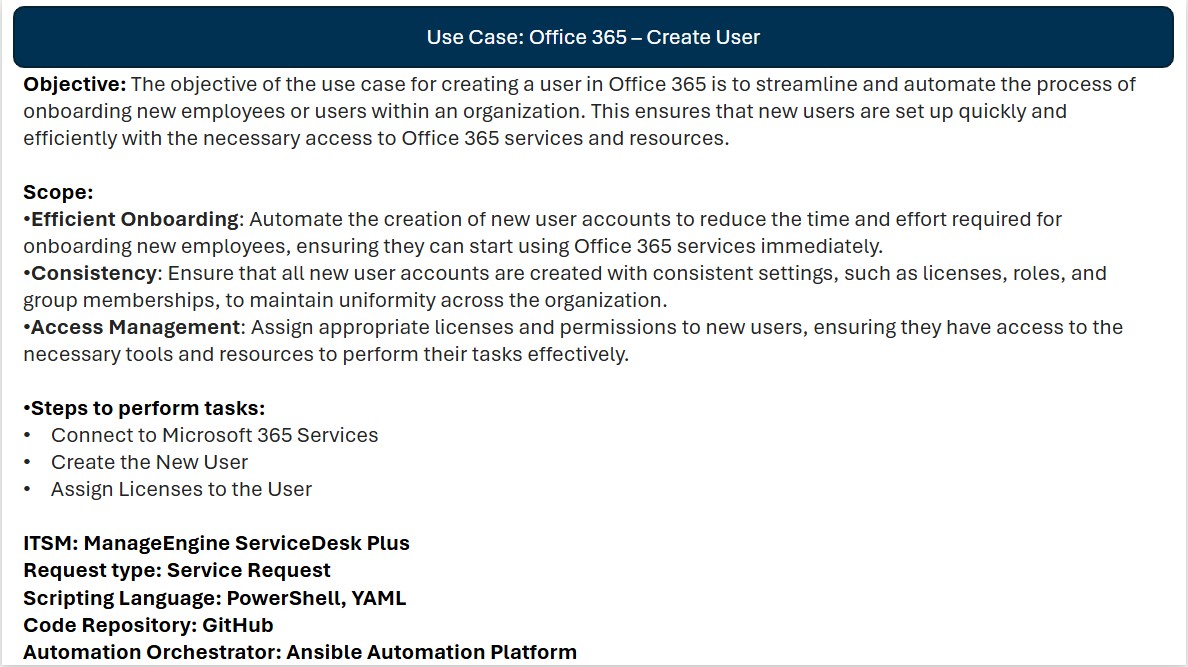 Use Case: Office 365 – Create User
Objective: The objective of the use case for creating a user in Office 365 is to streamline and automate the process of
onboarding new employees or users within an organization. This ensures that new users are set up quickly and
efficiently with the necessary access to Office 365 services and resources.
Scope:
•Efficient Onboarding: Automate the creation of new user accounts to reduce the time and effort required for
onboarding new employees, ensuring they can start using Office 365 services immediately.
•Consistency: Ensure that all new user accounts are created with consistent settings, such as licenses, roles, and
group memberships, to maintain uniformity across the organization.
•Access Management: Assign appropriate licenses and permissions to new users, ensuring they have access to the
necessary tools and resources to perform their tasks effectively.
•Steps to perform tasks:
• Connect to Microsoft 365 Services
• Create the New User
• Assign Licenses to the User
ITSM: ManageEngine ServiceDesk Plus
Request type: Service Request
Scripting Language: PowerShell, YAML
Code Repository: GitHub
Automation Orchestrator: Ansible Automation Platform